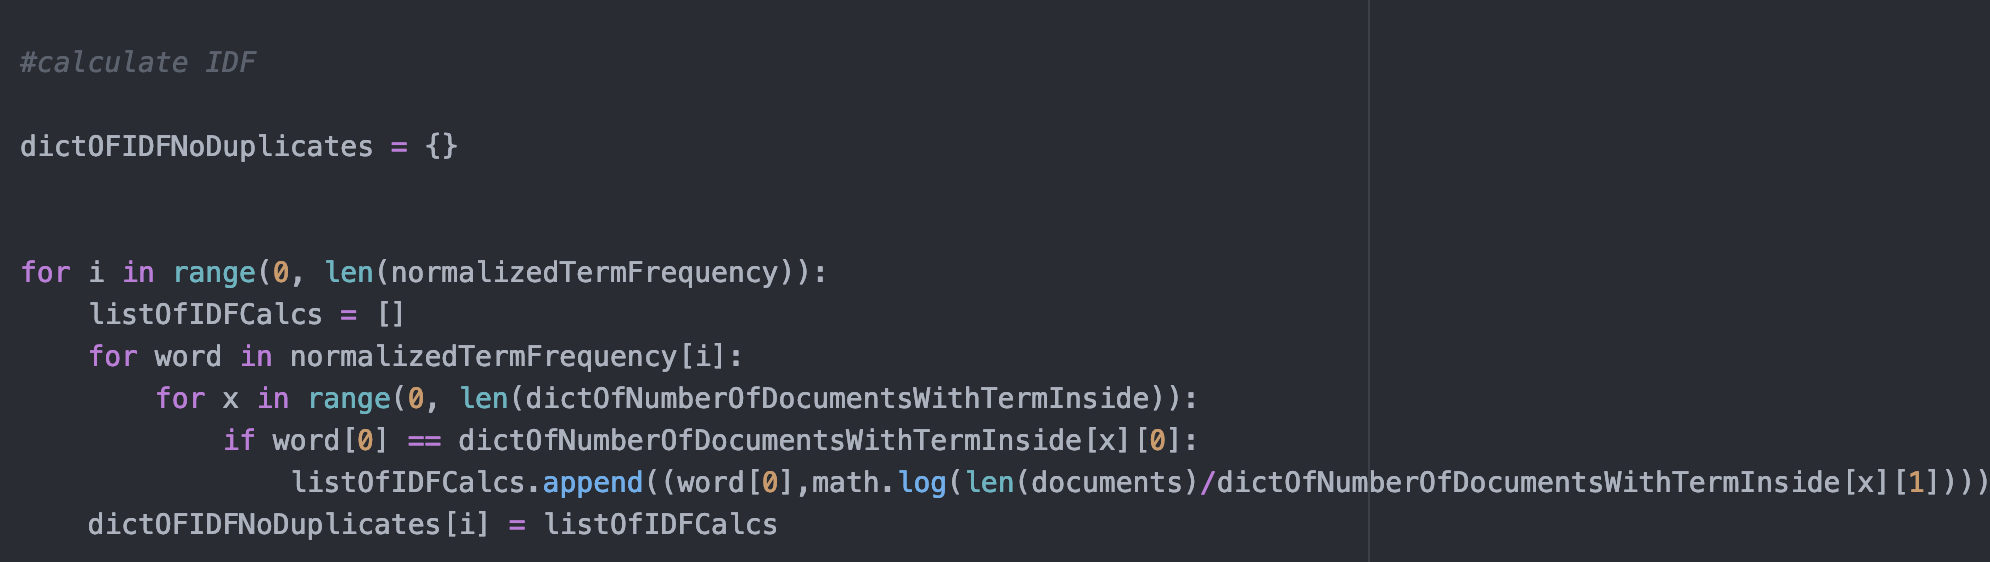 #calculate IDF
dictOFIDFNoDuplicates = {}
for i in range(0, len(normalizedTermFrequency)):
    listOfIDFCalcs = []
    for word in normalizedTermFrequency[i]:
        for x in range(0, len(dictOfNumberOfDocumentsWithTermInside)):
            if word[0] == dictOfNumberOfDocumentsWithTermInside[x][0]:
                listOfIDFCalcs.append((word[0],math.log(len(documents)/dictOfNumberOfDocumentsWithTermInside[x][1])))
    dictOFIDFNoDuplicates[i] = listOfIDFCalcs